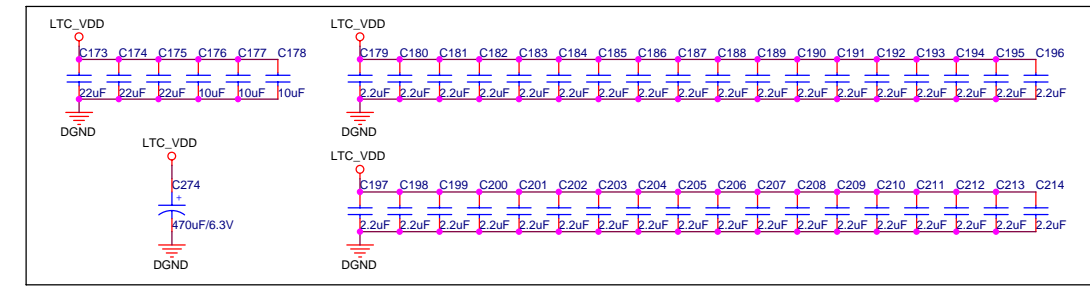 LTC_VDD
C173 C174 C175 C176 C177 C178
22uF 22uF 22uF 10uF 10uF 10uF
DGND
LTC_VDD
C179 C180 C181 C182 C183 C184 C185 C186 C187 C188 C189 C190 C191 C192 C193 C194 C195 C196
2.2uF 2.2uF 2.2uF 2.2uF 2.2uF 2.2uF 2.2uF 2.2uF 2.2uF 2.2uF 2.2uF 2.2uF 2.2uF 2.2uF 2.2uF 2.2uF 2.2uF 2.2uF
DGND
LTC_VDD
C274
+
470uF/6.3V
DGND
LTC_VDD
C197 C198 C199 C200 C201 C202 C203 C204 C205 C206 C207 C208 C209 C210 C211 C212 C213 C214
2.2uF 2.2uF 2.2uF 2.2uF 2.2uF 2.2uF 2.2uF 2.2uF 2.2uF 2.2uF 2.2uF 2.2uF 2.2uF 2.2uF 2.2uF 2.2uF 2.2uF 2.2uF
DGND